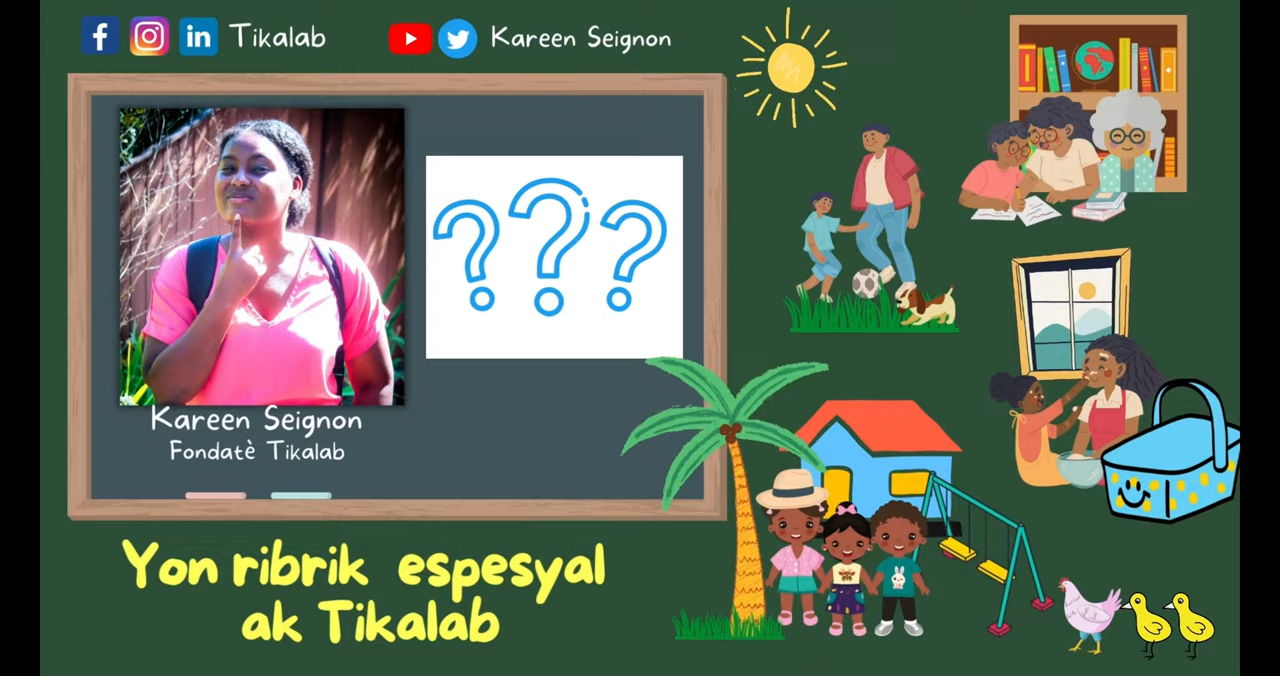 Tikalab
Kareen Seignon
???
Kareen Seignon
Fondatè Tikalab
Yon ribrik espesyal
ak Tikalab